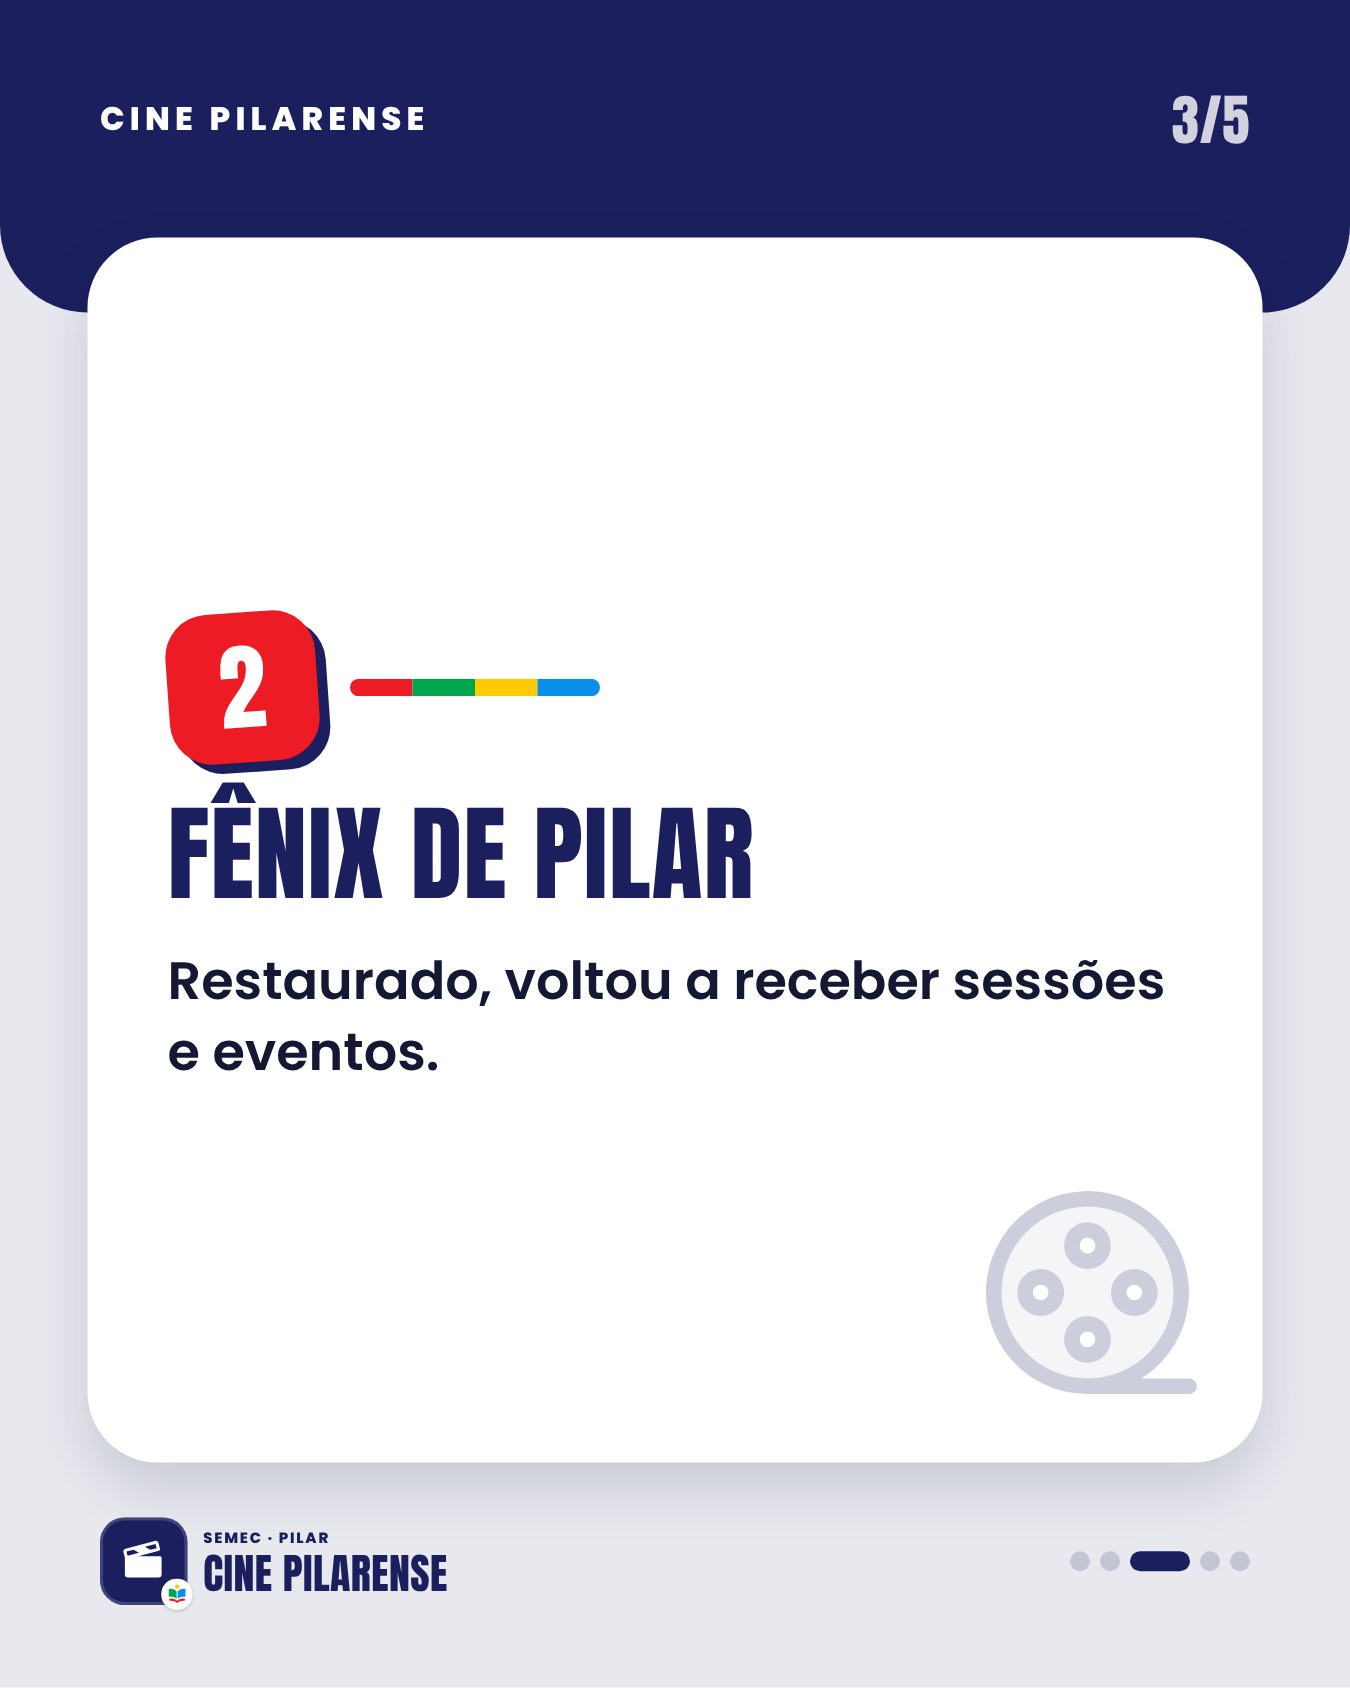 CINE PILARENSE
3/5
2
FÊNIX DE PILAR
Restaurado, voltou a receber sessões
e eventos.
SEMEC · PILAR
CINE PILARENSE